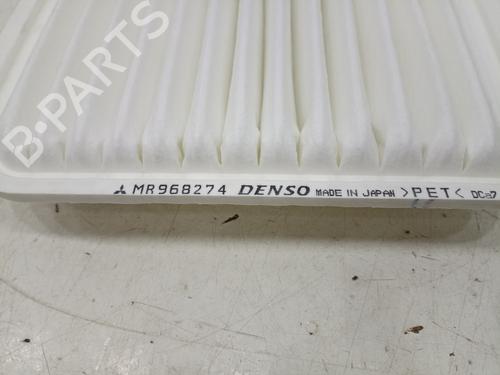 B-PARTS
MR968274 DENSO MADE IN JAPAN >PET<